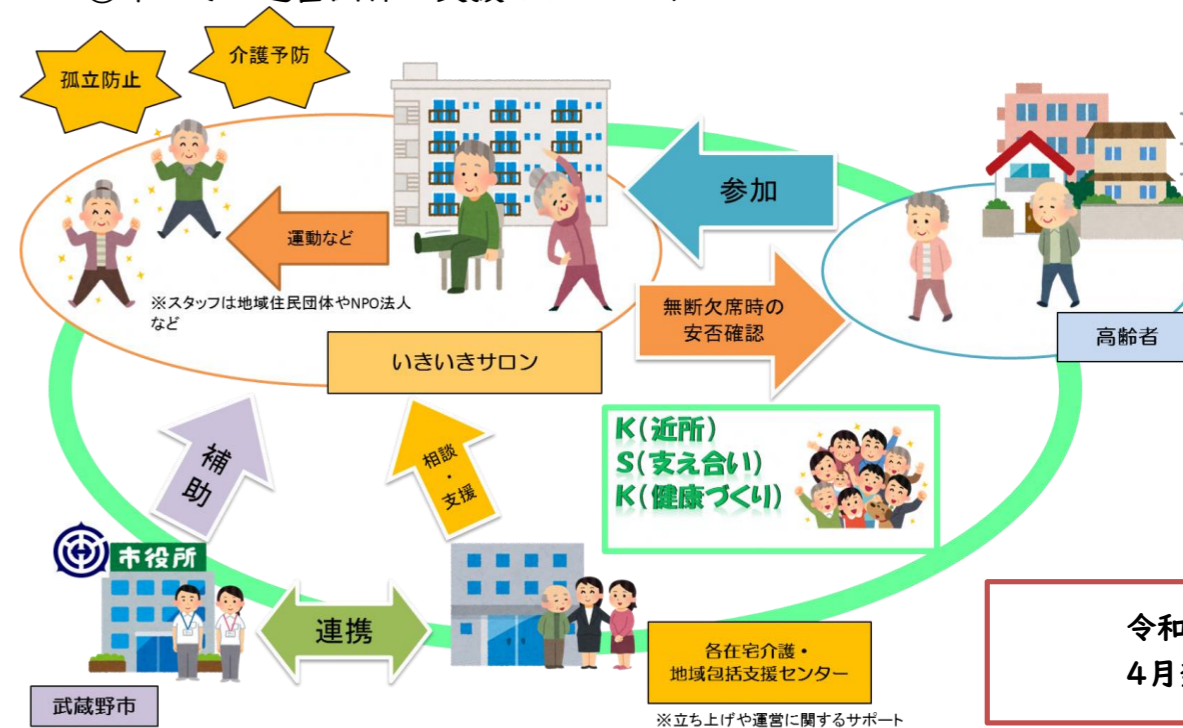 孤立防止
介護予防
参加
運動など
※スタッフは地域住民団体やNPO法人
など
無断欠席時の
安否確認
高齢者
いきいきサロン
K(近所)
S(支え合い)
K(健康づくり)
補助
相談
・
支援
市役所
連携
各在宅介護・
地域包括支援センター
武蔵野市
※立ち上げや運営に関するサポート
令和
4月